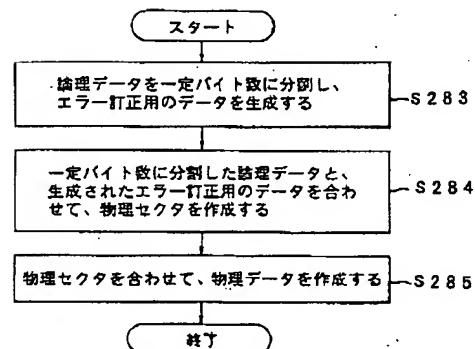 スタート
論理データを一定バイト数に分割し、
エラー訂正用のデータを生成する
S283
一定バイト数に分割した論理データと、
生成されたエラー訂正用のデータを合わ
せて、物理セクタを作成する
S284
物理セクタを合わせて、物理データを作成する
S285
終了